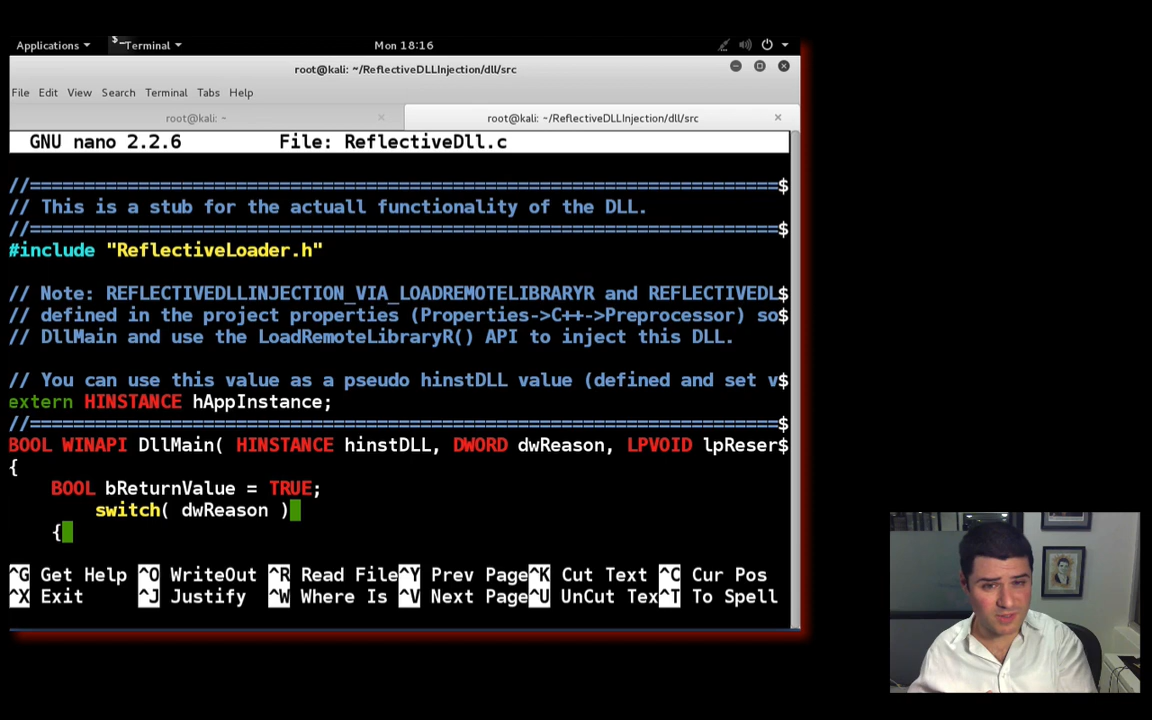 Applications Terminal Mon 18:16
root@kali: ~/ReflectiveDLLInjection/dll/src
File Edit View Search Terminal Tabs Help
root@kali: ~ × root@kali: ~/ReflectiveDLLInjection/dll/src ×
GNU nano 2.2.6 File: ReflectiveDll.c
//=======================================================================$
// This is a stub for the actuall functionality of the DLL.
//=======================================================================$
#include "ReflectiveLoader.h"
// Note: REFLECTIVEDLLINJECTION_VIA_LOADREMOTELIBRARYR and REFLECTIVEDL$
// defined in the project properties (Properties->C++->Preprocessor) so$
// DllMain and use the LoadRemoteLibraryR() API to inject this DLL.
// You can use this value as a pseudo hinstDLL value (defined and set v$
extern HINSTANCE hAppInstance;
//=======================================================================$
BOOL WINAPI DllMain( HINSTANCE hinstDLL, DWORD dwReason, LPVOID lpReser$
{
BOOL bReturnValue = TRUE;
switch( dwReason )
{
^G Get Help ^O WriteOut ^R Read File ^Y Prev Page ^K Cut Text ^C Cur Pos
^X Exit ^J Justify ^W Where Is ^V Next Page ^U UnCut Tex ^T To Spell